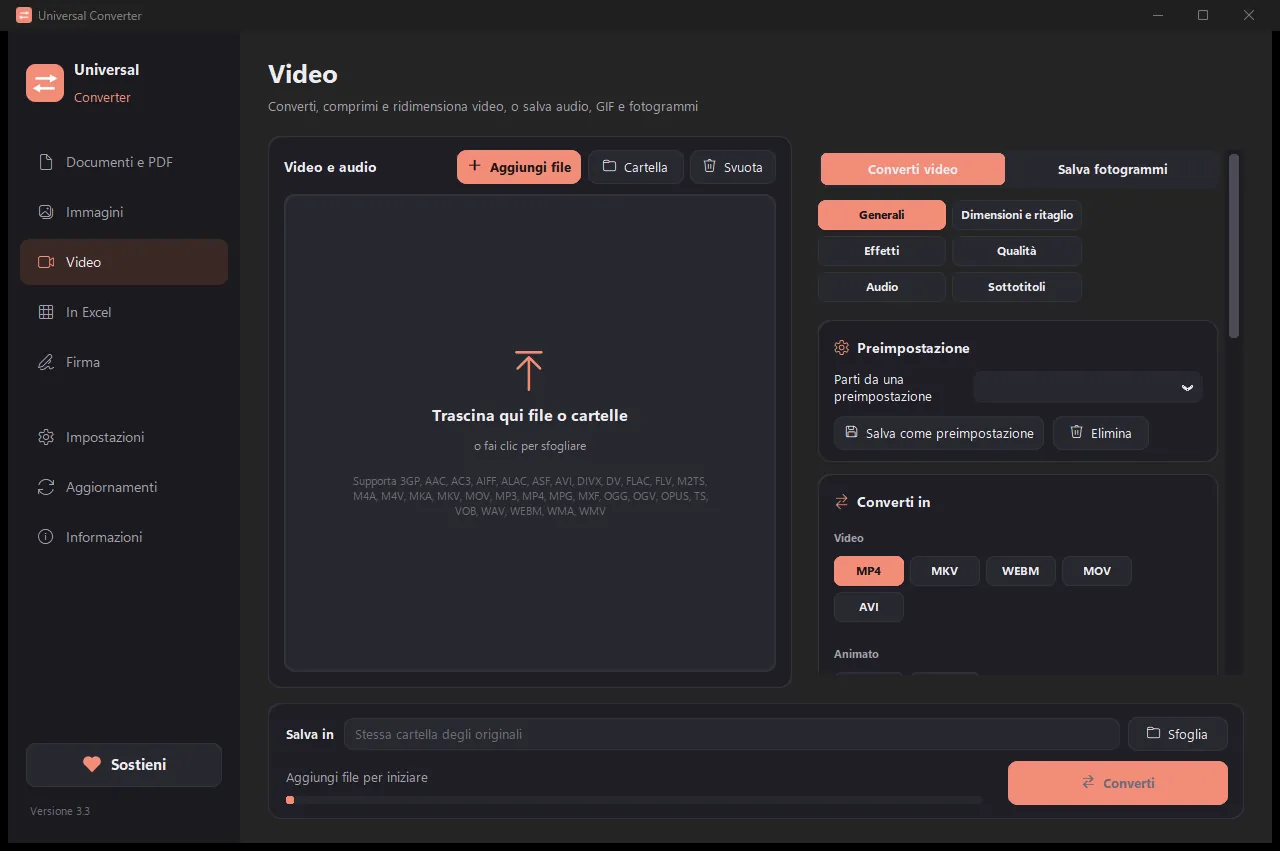 Universal Converter
Universal
Converter
Documenti e PDF
Immagini
Video
In Excel
Firma
Impostazioni
Aggiornamenti
Informazioni
Sostieni
Versione 3.3
Video
Converti, comprimi e ridimensiona video, o salva audio, GIF e fotogrammi
Video e audio
Aggiungi file
Cartella
Svuota
Trascina qui file o cartelle
o fai clic per sfogliare
Supporta 3GP, AAC, AC3, AIFF, ALAC, ASF, AVI, DIVX, DV, FLAC, FLV, M2TS,
M4A, M4V, MKA, MKV, MOV, MP3, MP4, MPG, MXF, OGG, OGV, OPUS, TS,
VOB, WAV, WEBM, WMA, WMV
Converti video
Salva fotogrammi
Generali
Dimensioni e ritaglio
Effetti
Qualità
Audio
Sottotitoli
Preimpostazione
Parti da una
preimpostazione
Salva come preimpostazione
Elimina
Converti in
Video
MP4
MKV
WEBM
MOV
AVI
Animato
Salva in
Stessa cartella degli originali
Sfoglia
Aggiungi file per iniziare
Converti